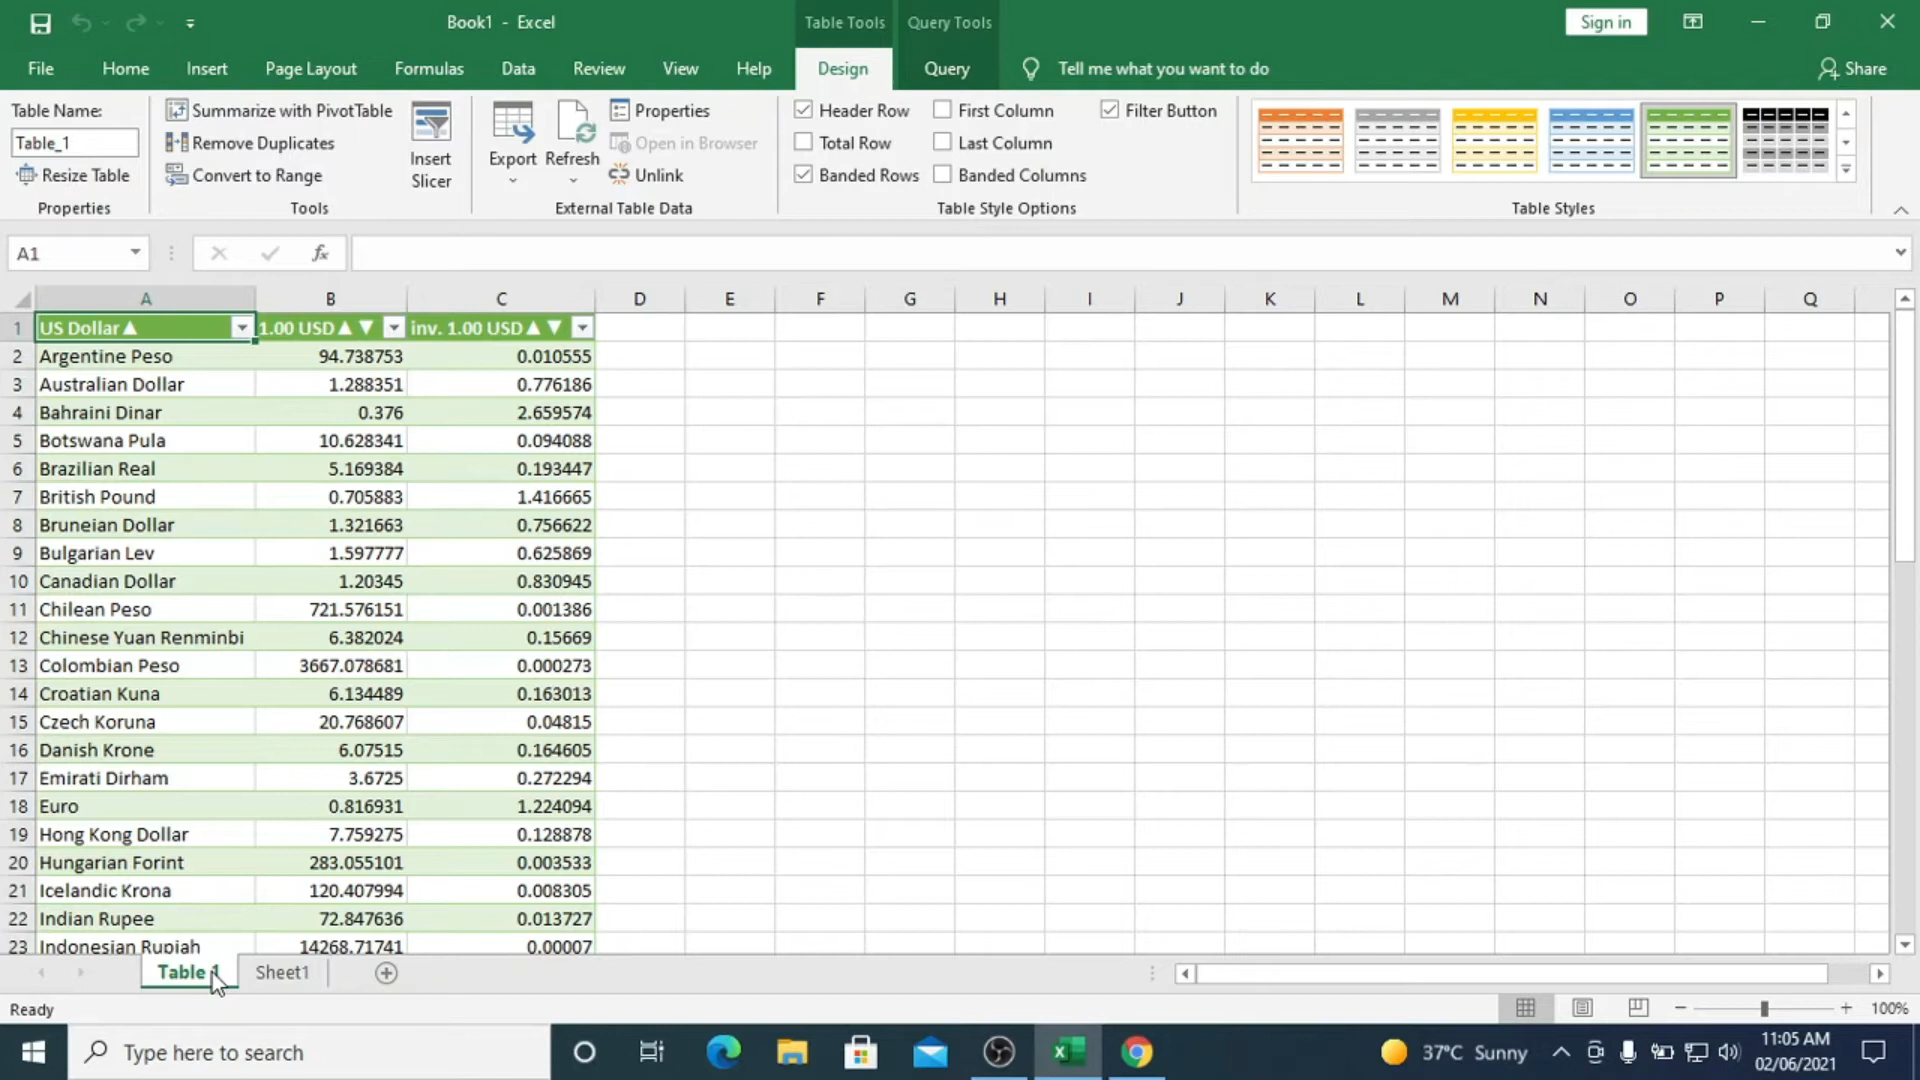 Book1 - Excel
Table Tools
Query Tools
Sign in
File
Home
Insert
Page Layout
Formulas
Data
Review
View
Help
Design
Query
Tell me what you want to do
Share
Table Name:
Table_1
Resize Table
Properties
Summarize with PivotTable
Remove Duplicates
Convert to Range
Tools
Insert
Slicer
Export
Refresh
Properties
Open in Browser
Unlink
External Table Data
Header Row
Total Row
Banded Rows
First Column
Last Column
Banded Columns
Filter Button
Table Style Options
Table Styles
A1
fx
A B C D E F G H I J K L M N O P Q
1 US Dollar▲ 1.00 USD▲▼ inv. 1.00 USD▲▼
2 Argentine Peso 94.738753 0.010555
3 Australian Dollar 1.288351 0.776186
4 Bahraini Dinar 0.376 2.659574
5 Botswana Pula 10.628341 0.094088
6 Brazilian Real 5.169384 0.193447
7 British Pound 0.705883 1.416665
8 Bruneian Dollar 1.321663 0.756622
9 Bulgarian Lev 1.597777 0.625869
10 Canadian Dollar 1.20345 0.830945
11 Chilean Peso 721.576151 0.001386
12 Chinese Yuan Renminbi 6.382024 0.15669
13 Colombian Peso 3667.078681 0.000273
14 Croatian Kuna 6.134489 0.163013
15 Czech Koruna 20.768607 0.04815
16 Danish Krone 6.07515 0.164605
17 Emirati Dirham 3.6725 0.272294
18 Euro 0.816931 1.224094
19 Hong Kong Dollar 7.759275 0.128878
20 Hungarian Forint 283.055101 0.003533
21 Icelandic Krona 120.407994 0.008305
22 Indian Rupee 72.847636 0.013727
23 Indonesian Rupiah 14268.71741 0.00007
Table 1
Sheet1
Ready
100%
Type here to search
37°C Sunny
11:05 AM
02/06/2021